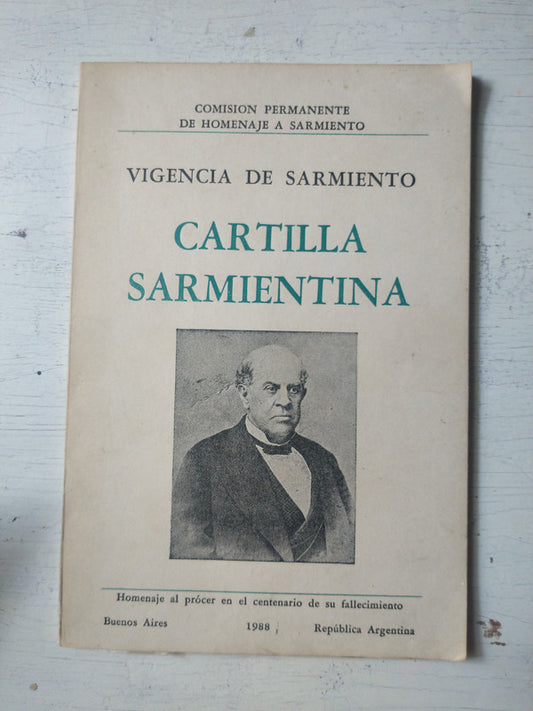 COMISION PERMANENTE
DE HOMENAJE A SARMIENTO
VIGENCIA DE SARMIENTO
CARTILLA
SARMIENTINA
Homenaje al prócer en el centenario de su fallecimiento
Buenos Aires 1988 República Argentina